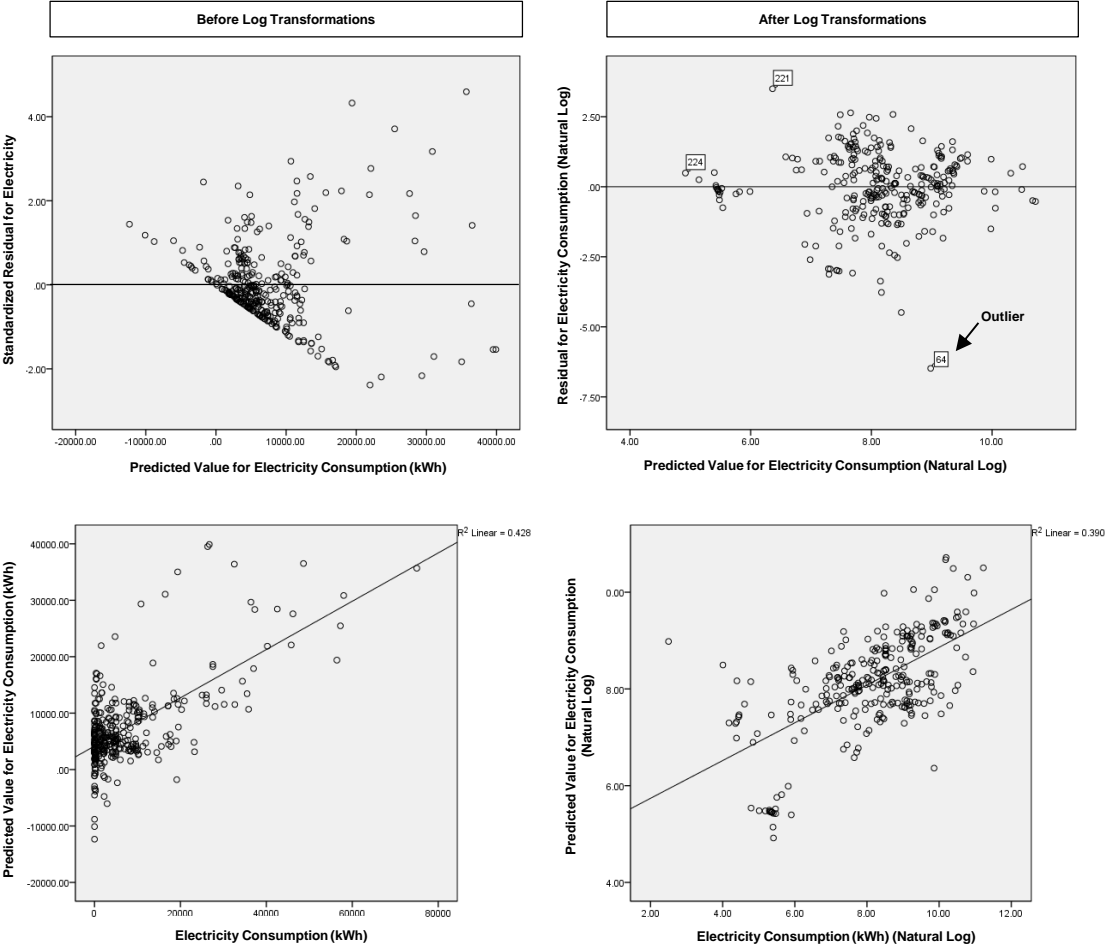 Before Log Transformations
After Log Transformations
Standardized Residual for Electricity
4.00
2.00
.00
-2.00
-20000.00 -10000.00 .00 10000.00 20000.00 30000.00 40000.00
Predicted Value for Electricity Consumption (kWh)
Residual for Electricity Consumption (Natural Log)
2.50
.00
-2.50
-5.00
-7.50
221
224
Outlier
64
4.00 6.00 8.00 10.00
Predicted Value for Electricity Consumption (Natural Log)
Predicted Value for Electricity Consumption (kWh)
R² Linear = 0.428
40000.00
30000.00
20000.00
10000.00
.00
-10000.00
-20000.00
0 20000 40000 60000 80000
Electricity Consumption (kWh)
Predicted Value for Electricity Consumption
(Natural Log)
R² Linear = 0.390
0.00
8.00
6.00
4.00
2.00 4.00 6.00 8.00 10.00 12.00
Electricity Consumption (kWh) (Natural Log)